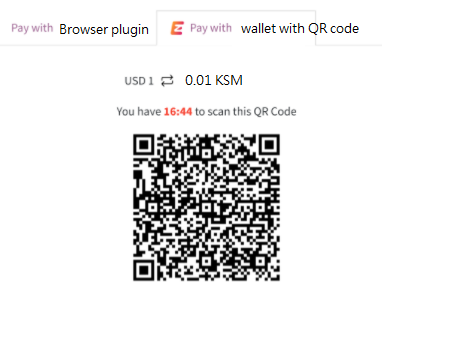 Pay with Browser plugin
Pay with wallet with QR code
USD 1 0.01 KSM
You have 16:44 to scan this QR Code